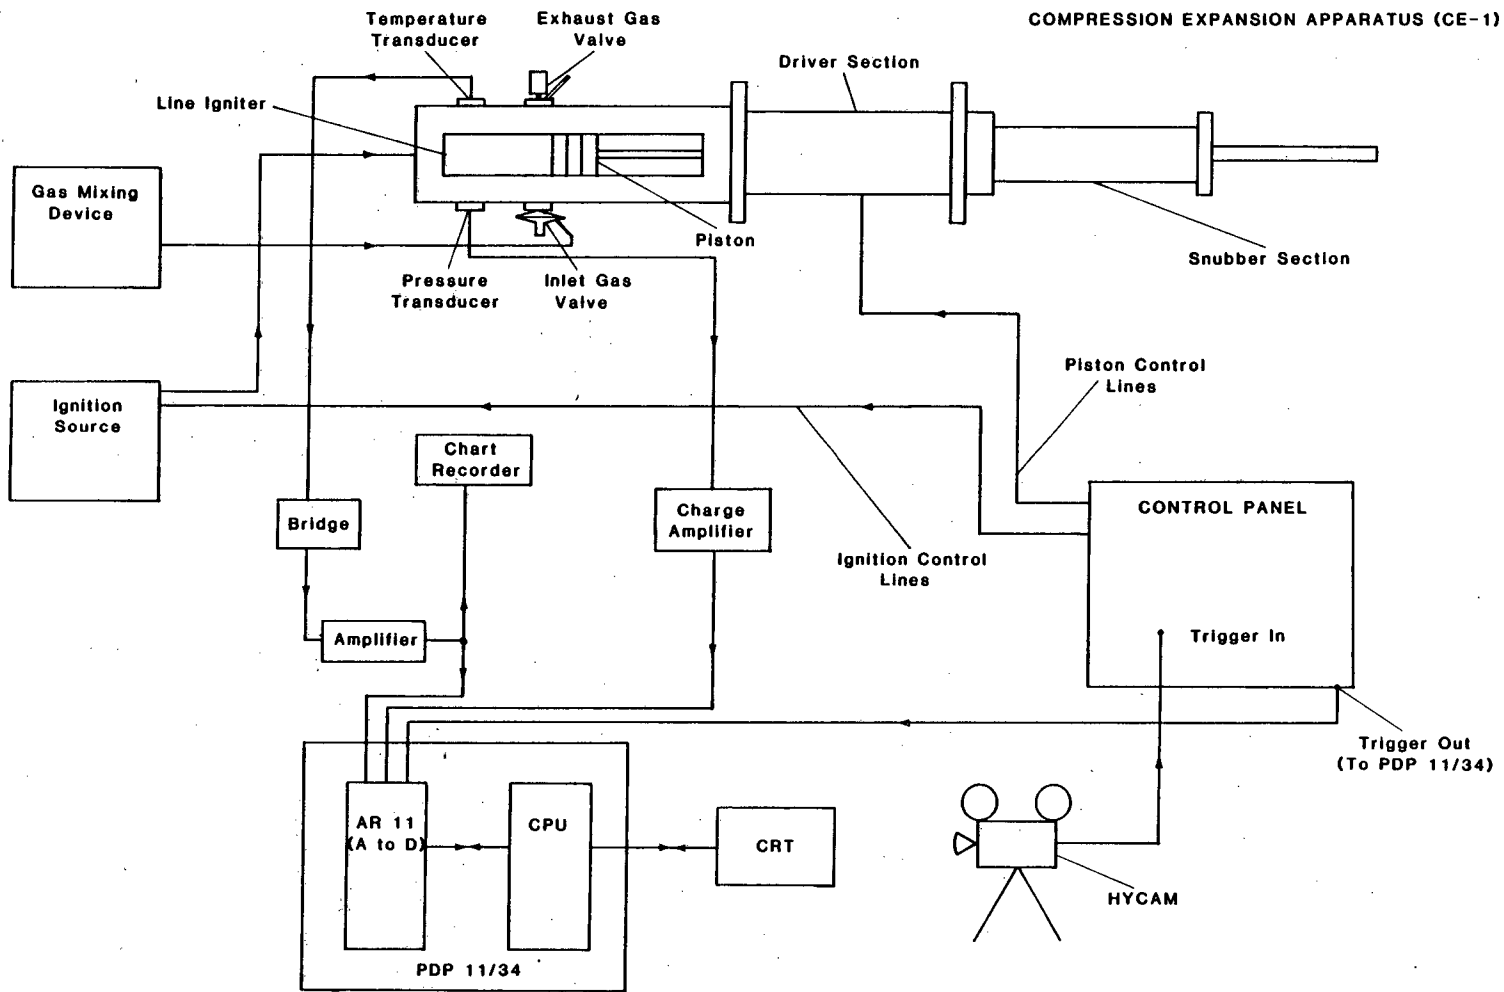 COMPRESSION EXPANSION APPARATUS (CE-1)
Temperature
Transducer
Exhaust Gas
Valve
Driver Section
Line Igniter
Gas Mixing
Device
Piston
Snubber Section
Pressure
Transducer
Inlet Gas
Valve
Piston Control
Lines
Ignition
Source
Chart
Recorder
Bridge
Charge
Amplifier
CONTROL PANEL
Ignition Control
Lines
Amplifier
Trigger In
Trigger Out
(To PDP 11/34)
AR 11
(A to D)
CPU
CRT
HYCAM
PDP 11/34